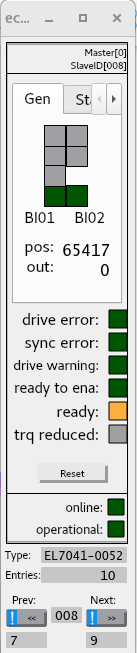 ec...
Master[0]
SlaveID[008]
Gen
BI01 BI02
pos: 65417
out: 0
drive error:
sync error:
drive warning:
ready to ena:
ready:
trq reduced:
Reset
online:
operational:
Type: EL7041-0052
Entries: 10
Prev: Next:
! << 008 ! >>
7 9